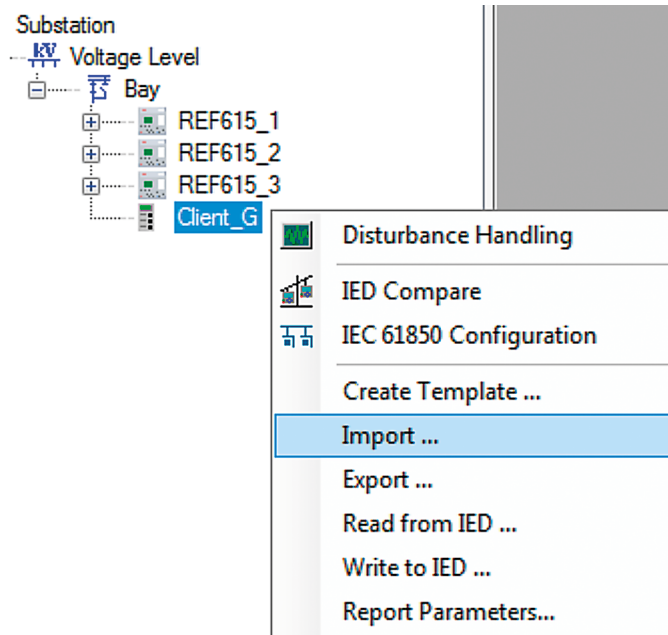 Substation
Voltage Level
Bay
REF615_1
REF615_2
REF615_3
Client_G
Disturbance Handling
IED Compare
IEC 61850 Configuration
Create Template ...
Import ...
Export ...
Read from IED ...
Write to IED ...
Report Parameters...